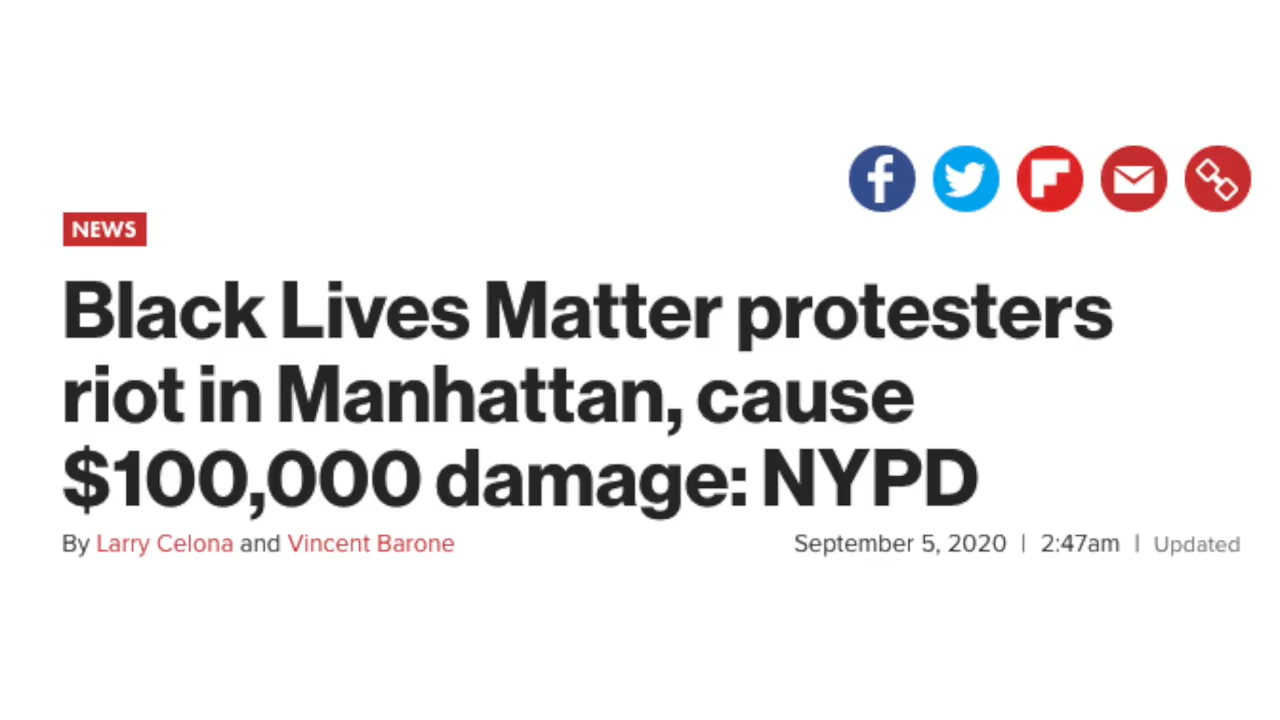 NEWS
Black Lives Matter protesters
riot in Manhattan, cause
$100,000 damage: NYPD
By Larry Celona and Vincent Barone
September 5, 2020 | 2:47am | Updated